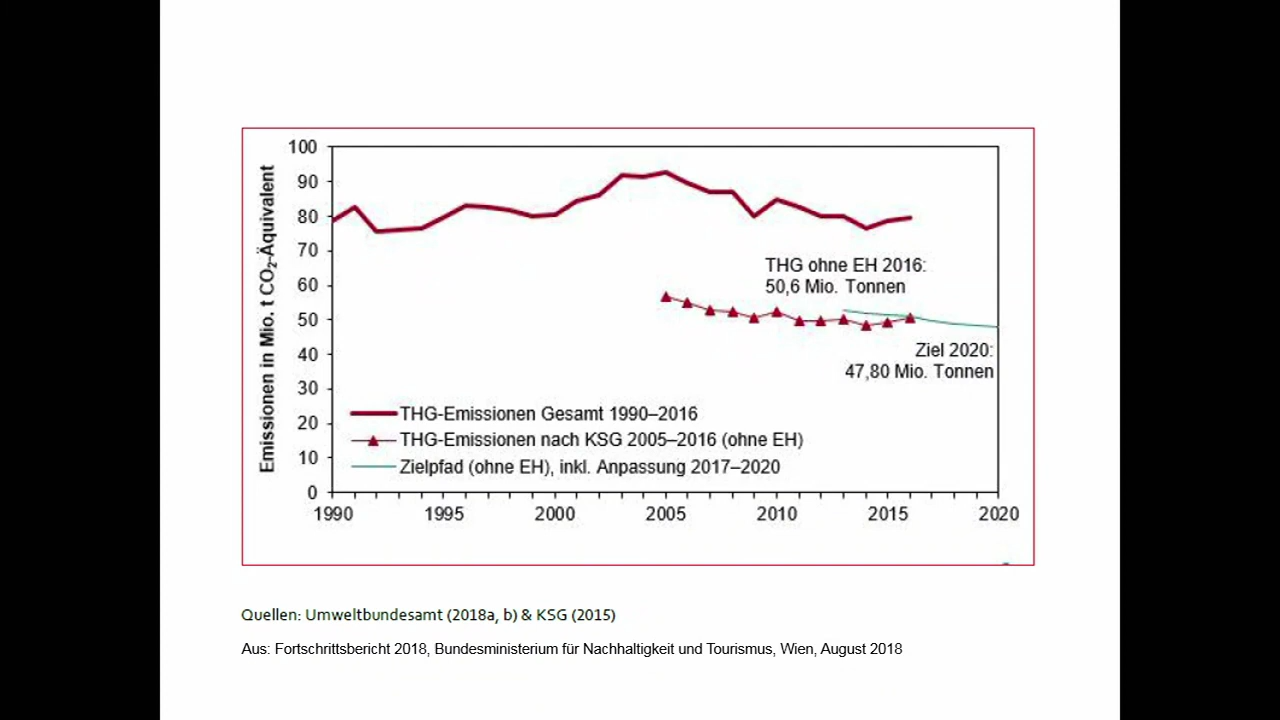 Emissionen in Mio. t CO₂-Äquivalent
100
90
80
70
60
50
40
30
20
10
0
THG ohne EH 2016:
50,6 Mio. Tonnen
Ziel 2020:
47,80 Mio. Tonnen
THG-Emissionen Gesamt 1990–2016
THG-Emissionen nach KSG 2005–2016 (ohne EH)
Zielpfad (ohne EH), inkl. Anpassung 2017–2020
1990 1995 2000 2005 2010 2015 2020
Quellen: Umweltbundesamt (2018a, b) & KSG (2015)
Aus: Fortschrittsbericht 2018, Bundesministerium für Nachhaltigkeit und Tourismus, Wien, August 2018